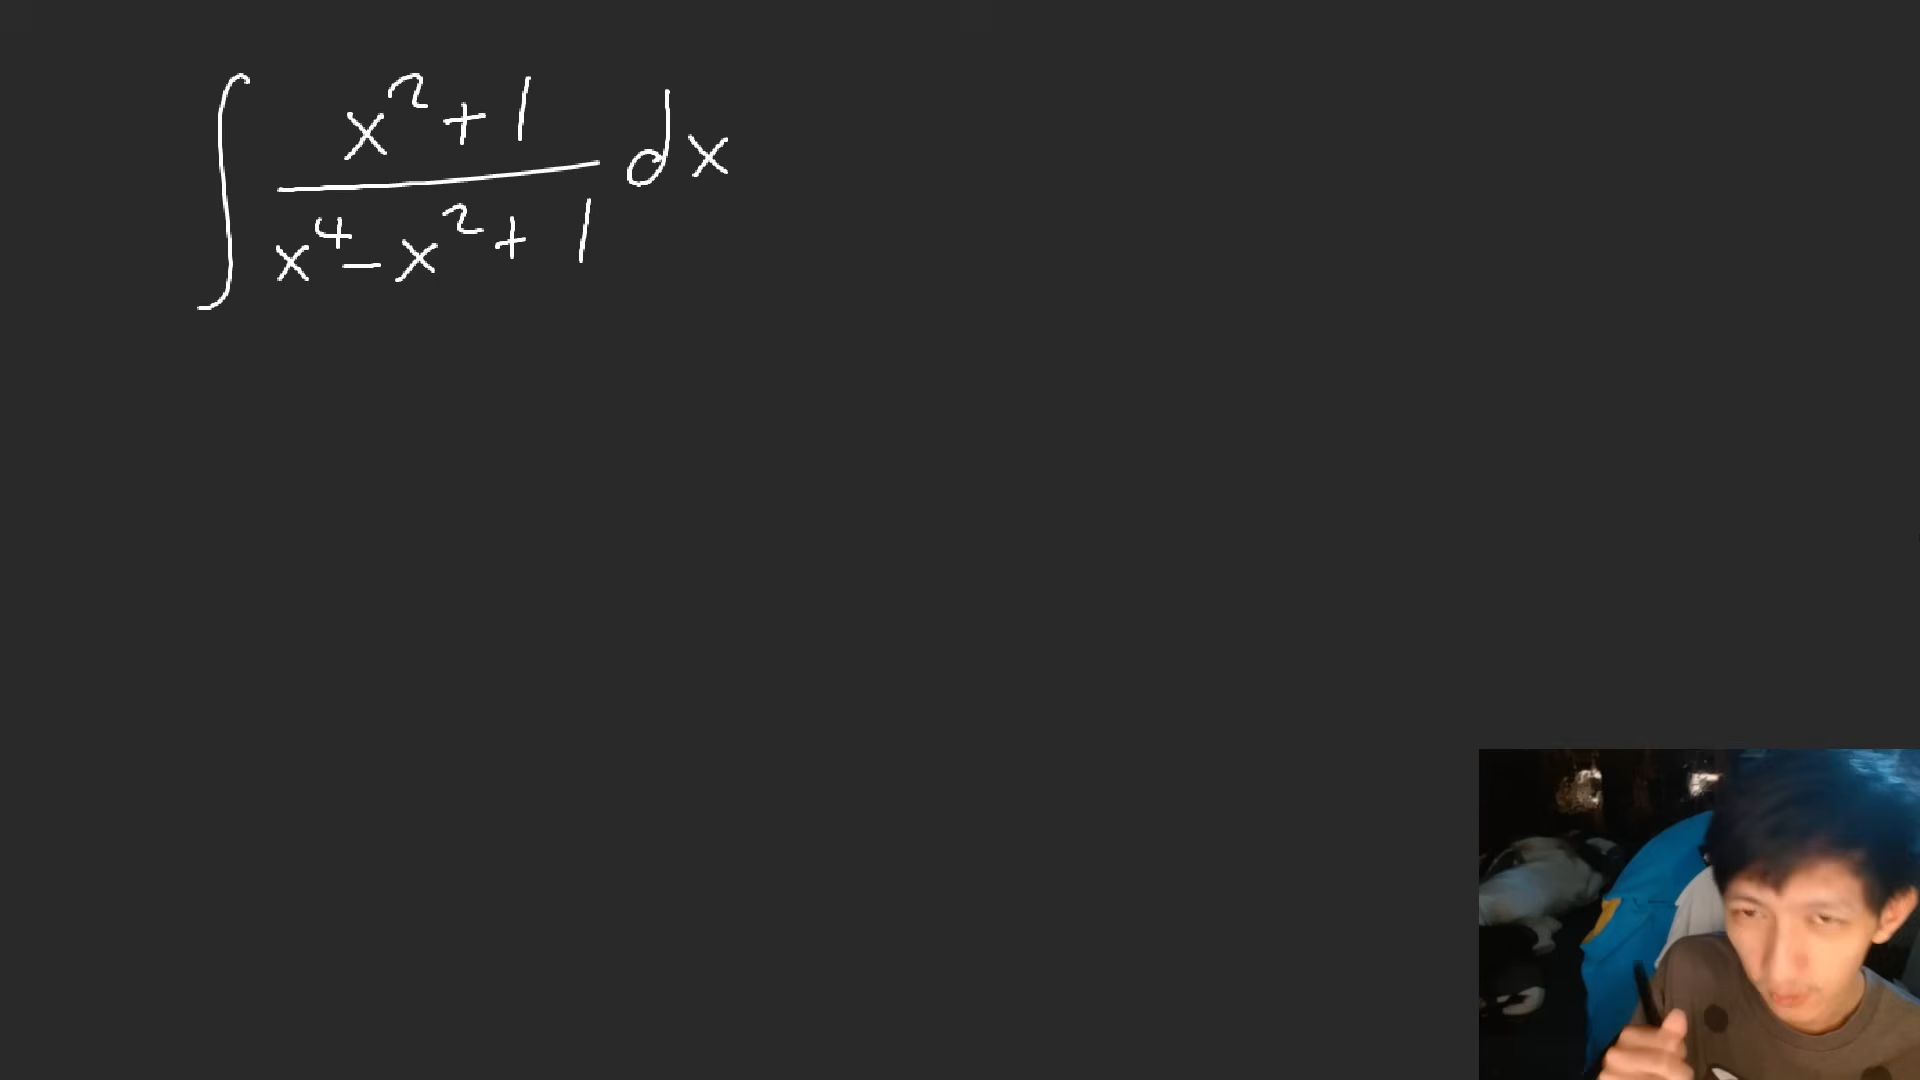 ∫ x²+1 / x⁴-x²+1 dx